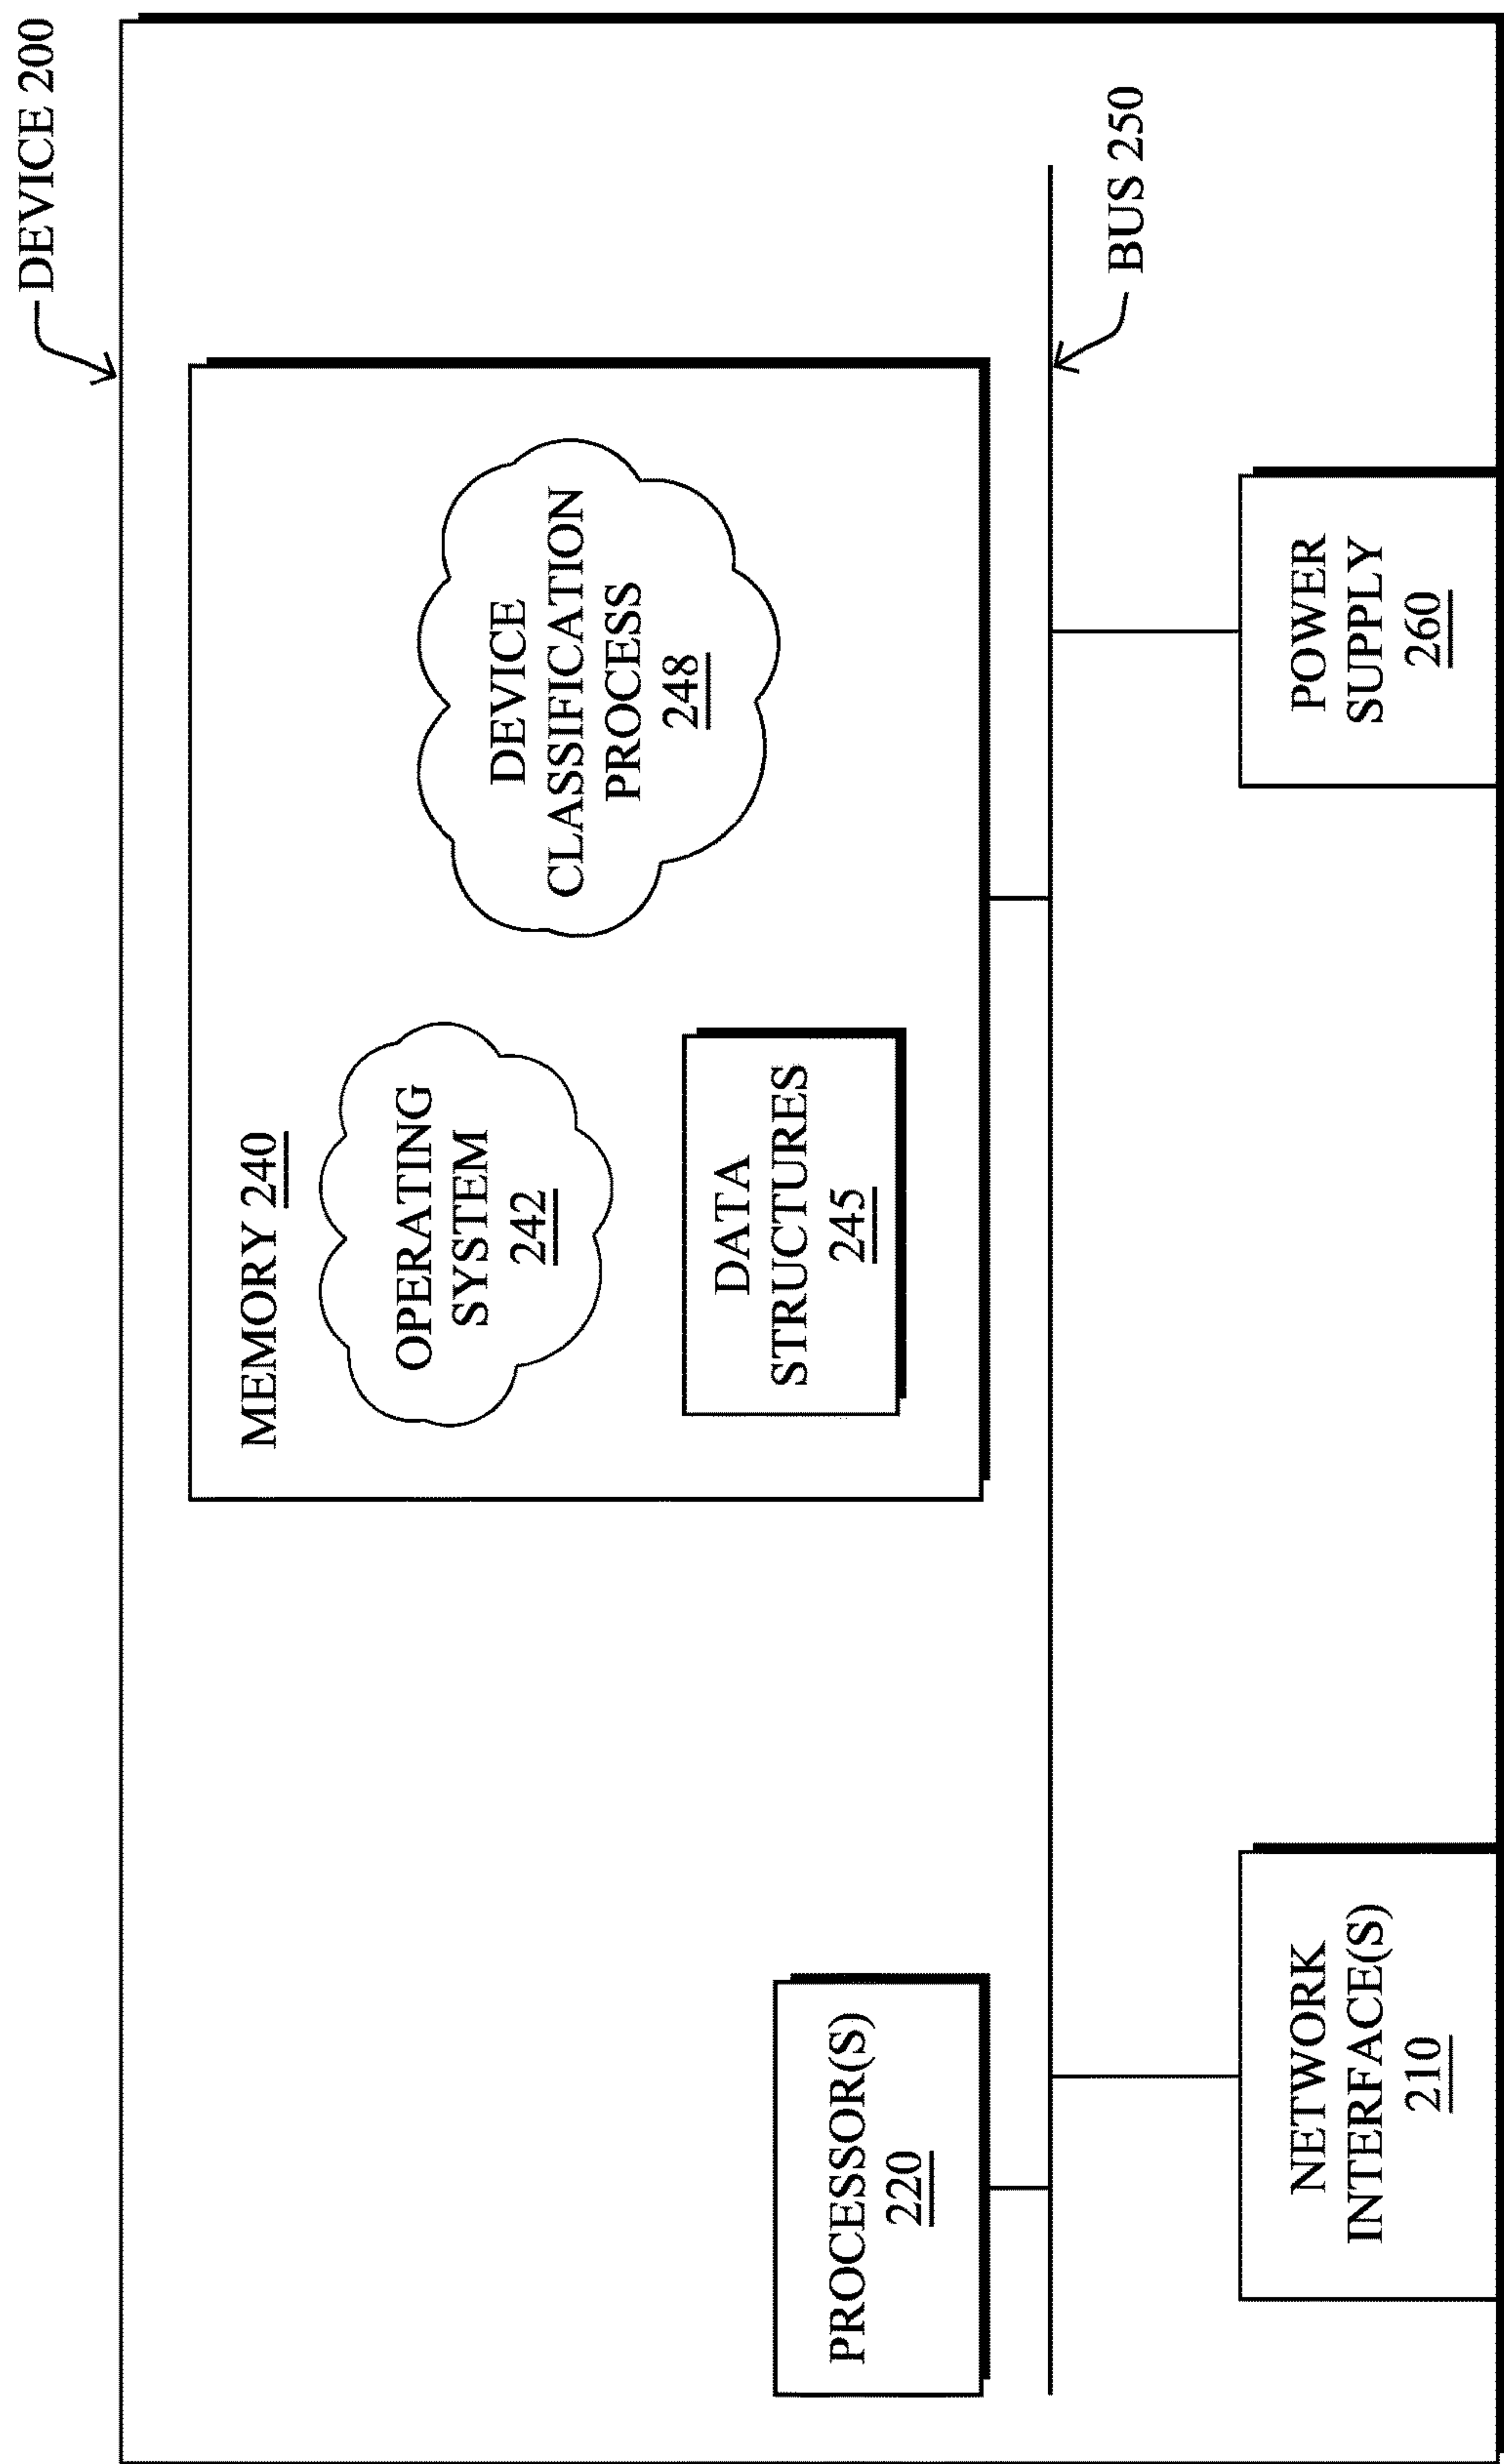 DEVICE 200
MEMORY 240
OPERATING
SYSTEM
242
DATA
STRUCTURES
245
DEVICE
CLASSIFICATION
PROCESS
248
PROCESSOR(S)
220
BUS 250
NETWORK
INTERFACE(S)
210
POWER
SUPPLY
260